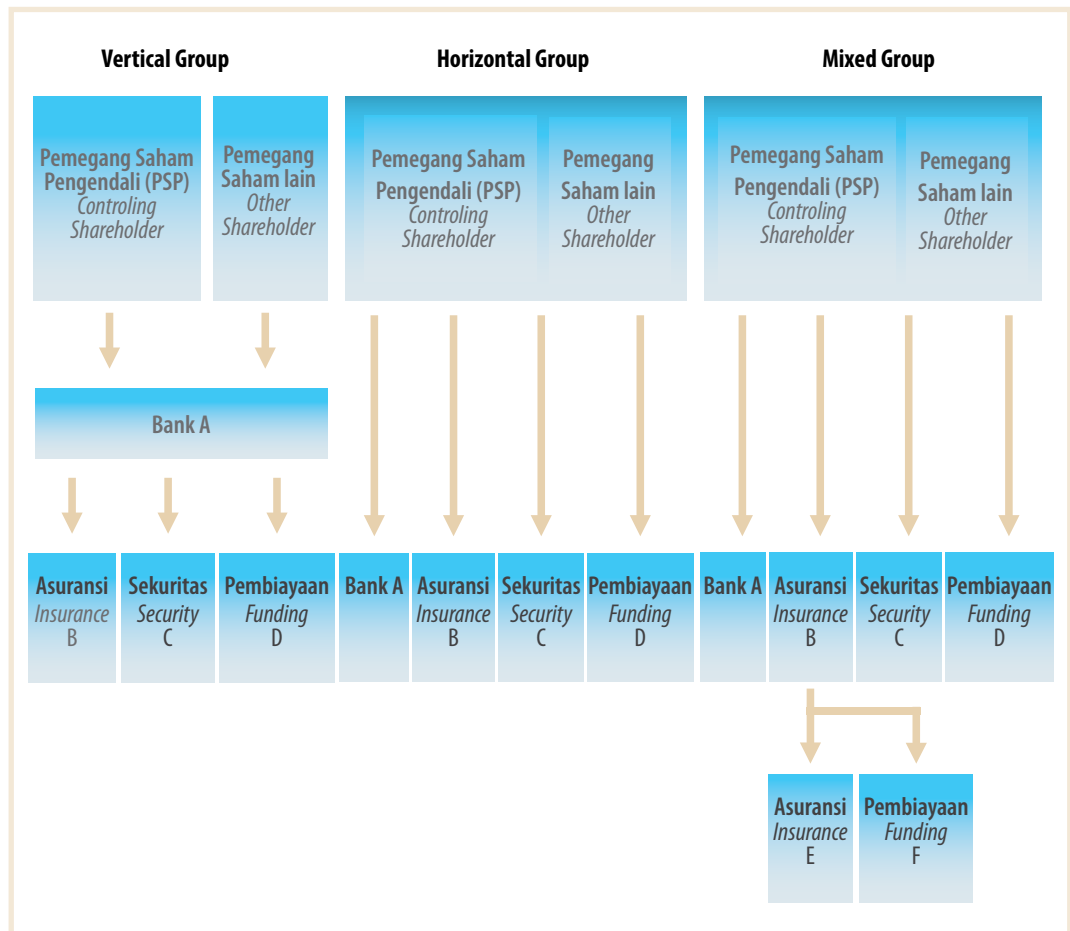 Vertical Group
Horizontal Group
Mixed Group
Pemegang Saham
Pengendali (PSP)
Controling
Shareholder
Pemegang
Saham lain
Other
Shareholder
Pemegang Saham
Pengendali (PSP)
Controling
Shareholder
Pemegang
Saham lain
Other
Shareholder
Pemegang Saham
Pengendali (PSP)
Controling
Shareholder
Pemegang
Saham lain
Other
Shareholder
Bank A
Asuransi
Insurance
B
Sekuritas
Security
C
Pembiayaan
Funding
D
Bank A
Asuransi
Insurance
B
Sekuritas
Security
C
Pembiayaan
Funding
D
Bank A
Asuransi
Insurance
B
Sekuritas
Security
C
Pembiayaan
Funding
D
Asuransi
Insurance
E
Pembiayaan
Funding
F